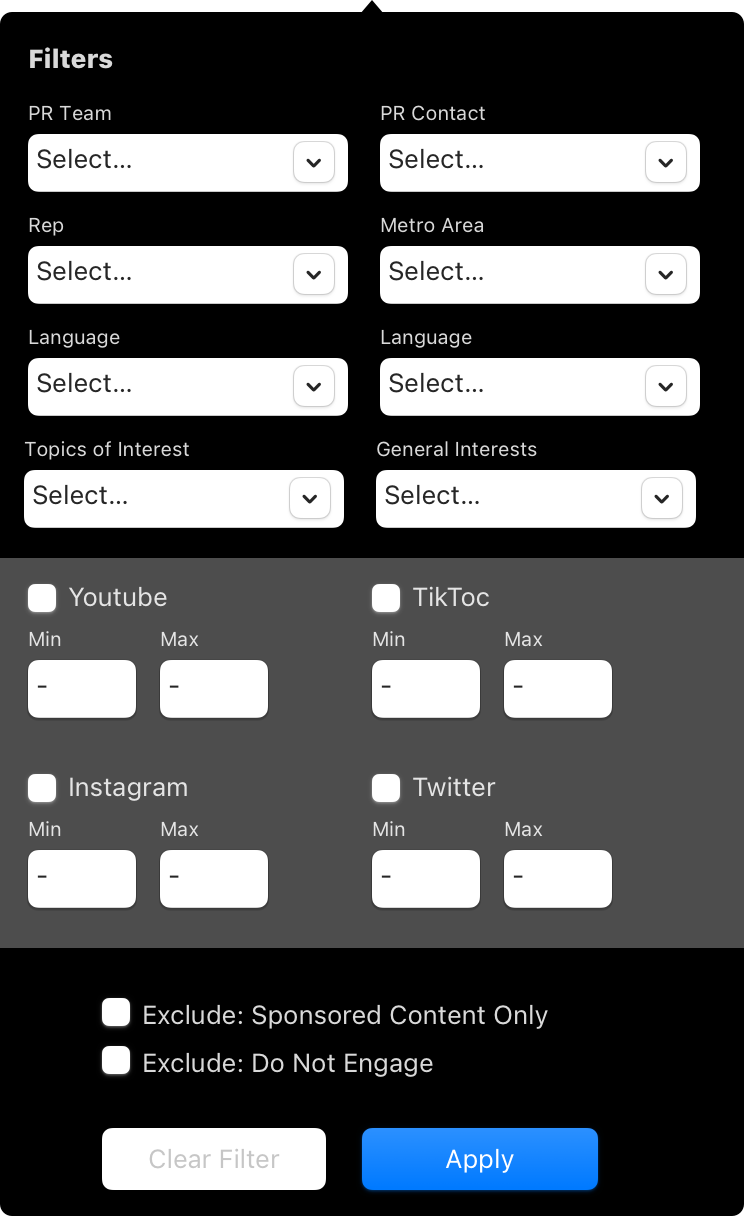 Filters
PR Team PR Contact
Select... Select...
Rep Metro Area
Select... Select...
Language Language
Select... Select...
Topics of Interest General Interests
Select... Select...
Youtube TikToc
Min Max Min Max
- - - -
Instagram Twitter
Min Max Min Max
- - - -
Exclude: Sponsored Content Only
Exclude: Do Not Engage
Clear Filter Apply